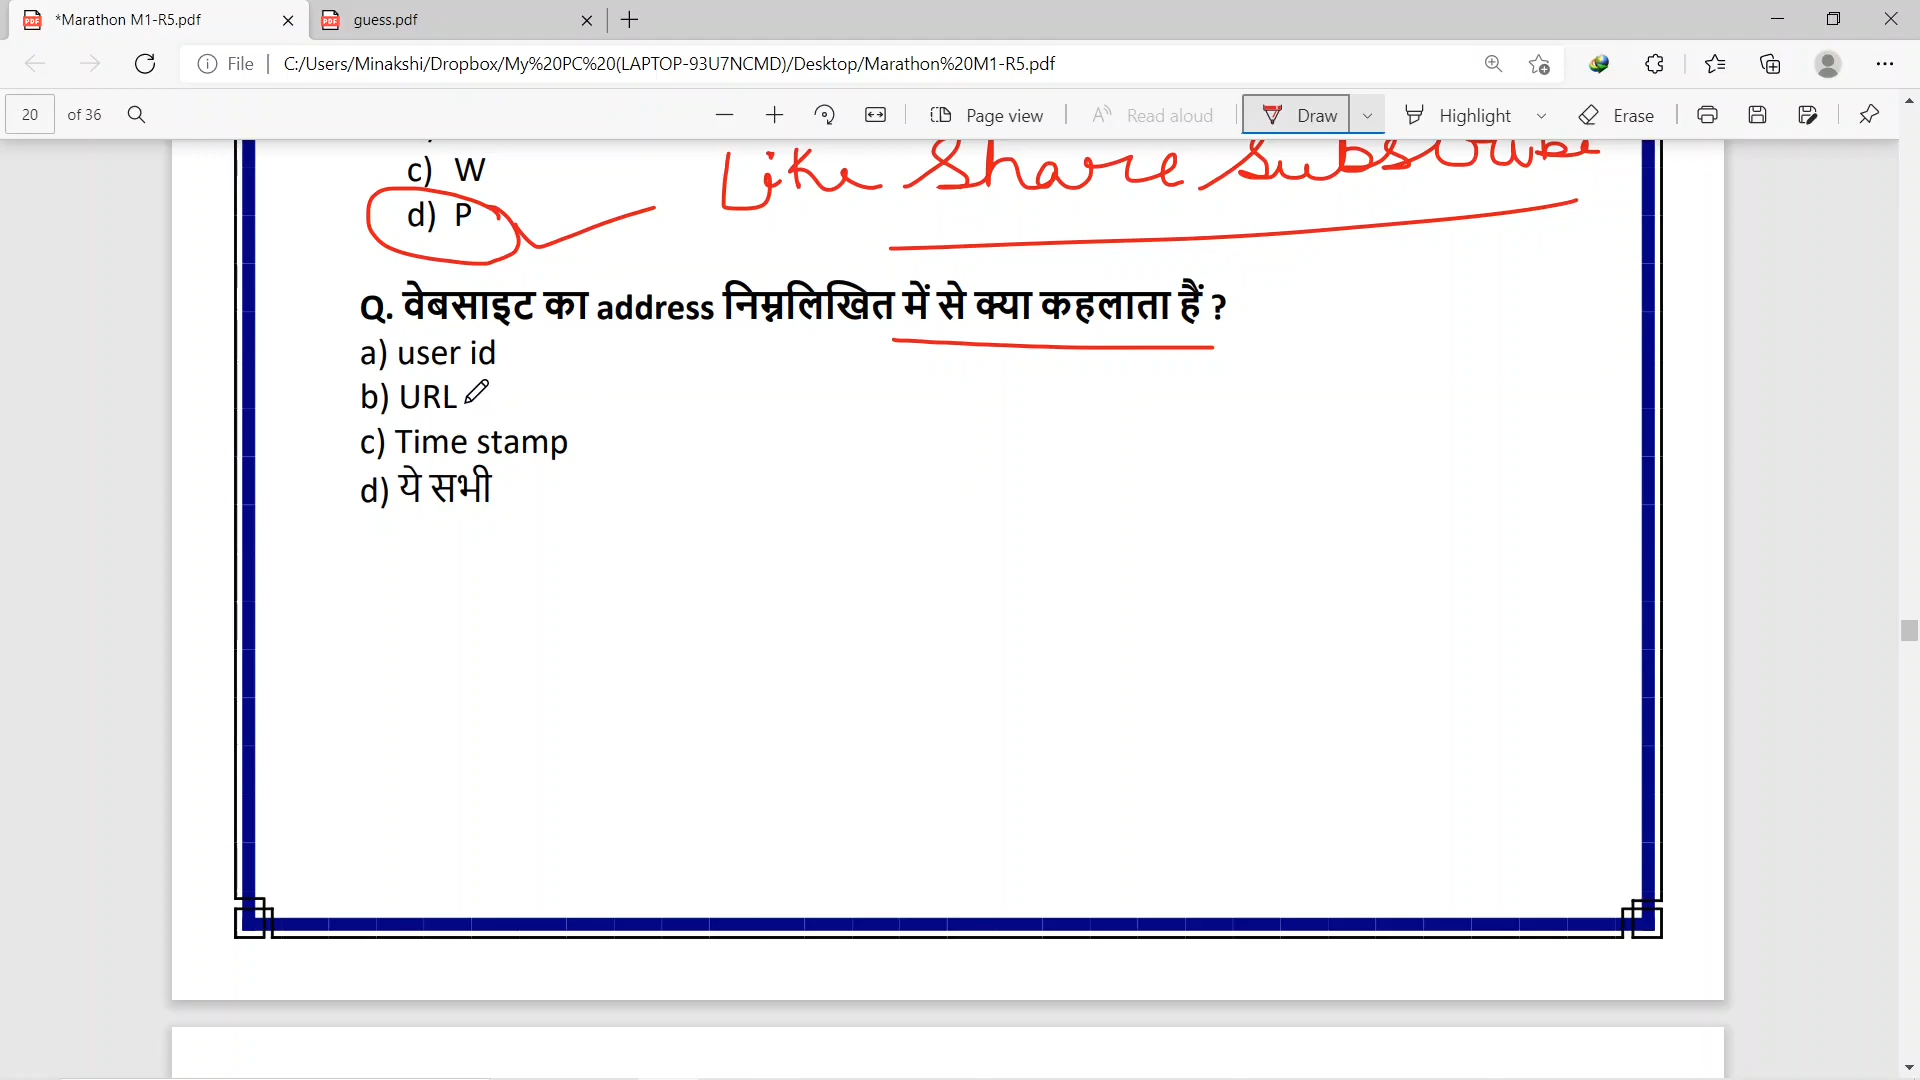 *Marathon M1-R5.pdf
guess.pdf
File
C:/Users/Minakshi/Dropbox/My%20PC%20(LAPTOP-93U7NCMD)/Desktop/Marathon%20M1-R5.pdf
20 of 36
Page view
Read aloud
Draw
Highlight
Erase
c) W
Like Share Subscribe
d) P
Q. वेबसाइट का address निम्नलिखित में से क्या कहलाता हैं ?
a) user id
b) URL
c) Time stamp
d) ये सभी